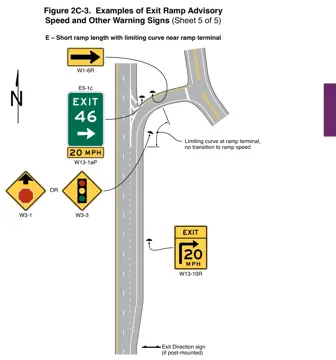 Figure 2C-3. Examples of Exit Ramp Advisory
Speed and Other Warning Signs (Sheet 5 of 5)
E – Short ramp length with limiting curve near ramp terminal
W1-6R
E5-1c
EXIT
46
20 MPH
W13-1aP
N
Limiting curve at ramp terminal,
no transition to ramp speed
OR
W3-1
W3-3
EXIT
20
MPH
W13-10R
Exit Direction sign
(if post-mounted)